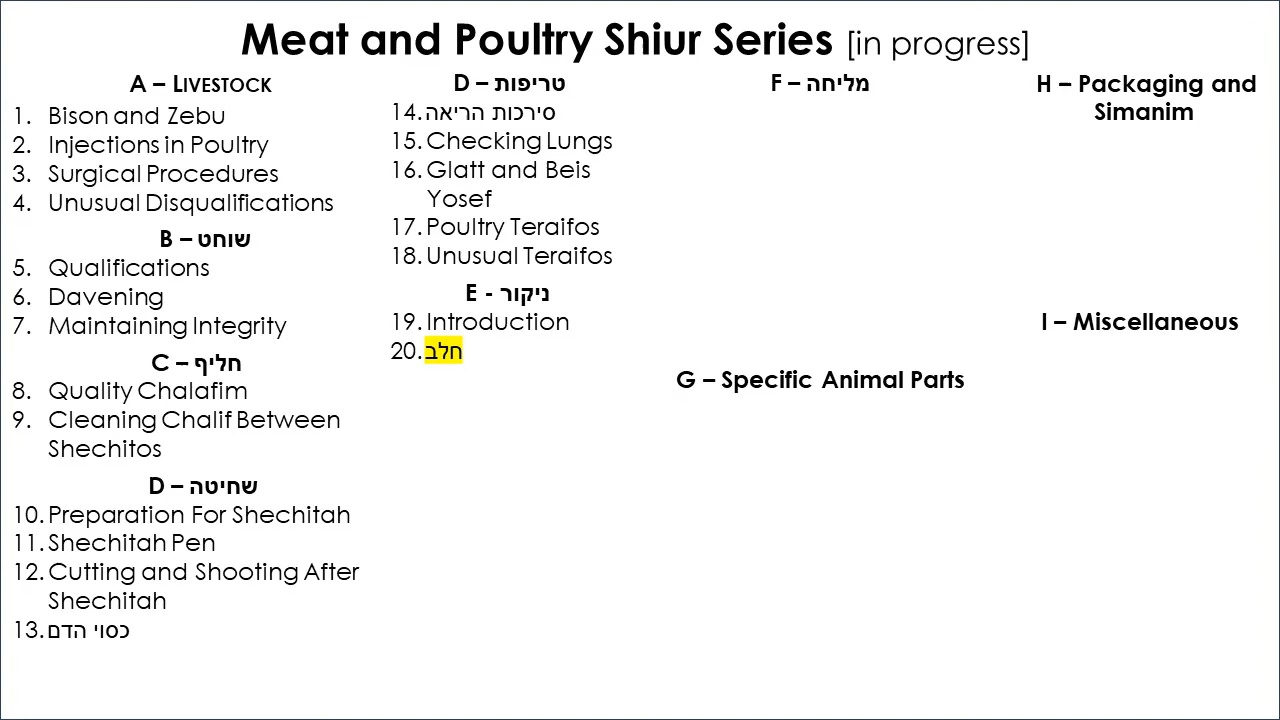 Meat and Poultry Shiur Series [in progress]
A – LIVESTOCK
1. Bison and Zebu
2. Injections in Poultry
3. Surgical Procedures
4. Unusual Disqualifications
B – שוחט
5. Qualifications
6. Davening
7. Maintaining Integrity
C – חליף
8. Quality Chalafim
9. Cleaning Chalif Between
Shechitos
D – שחיטה
10. Preparation For Shechitah
11. Shechitah Pen
12. Cutting and Shooting After
Shechitah
13. כסוי הדם
D – טריפות
14. סירכות הריאה
15. Checking Lungs
16. Glatt and Beis
Yosef
17. Poultry Teraifos
18. Unusual Teraifos
E - ניקור
19. Introduction
20. חלב
F – מליחה
G – Specific Animal Parts
H – Packaging and
Simanim
I – Miscellaneous